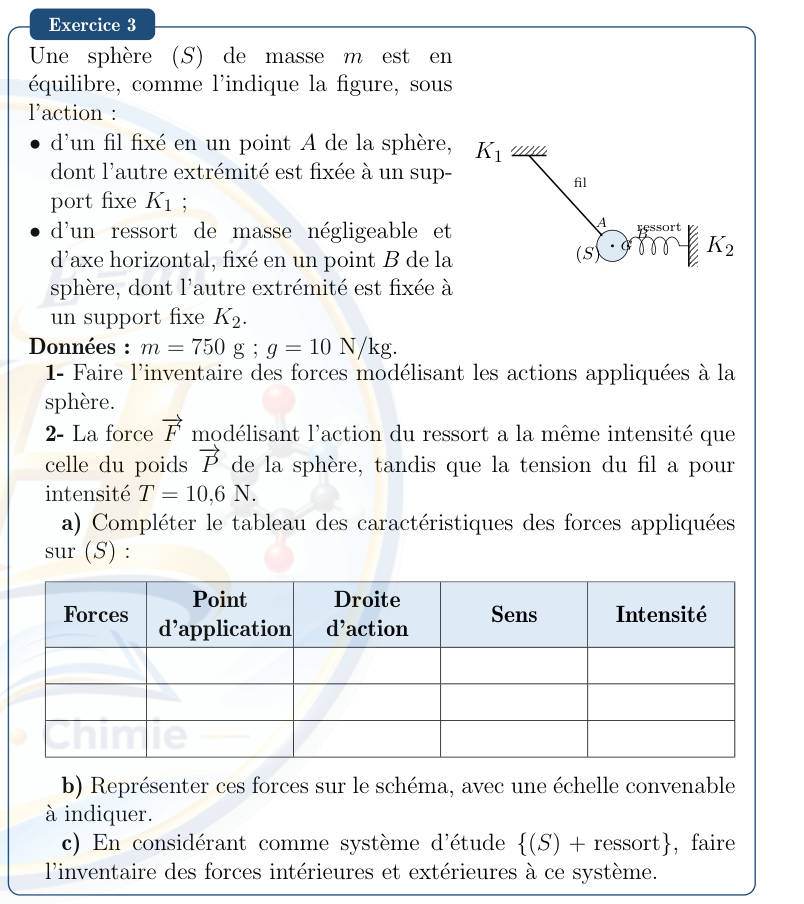 Exercice 3
Une sphère (S) de masse m est en
équilibre, comme l'indique la figure, sous
l'action :
• d'un fil fixé en un point A de la sphère,
dont l'autre extrémité est fixée à un sup-
port fixe K₁ ;
• d'un ressort de masse négligeable et
d'axe horizontal, fixé en un point B de la
sphère, dont l'autre extrémité est fixée à
un support fixe K₂.
K₁
fil
A
ressort
B
G
(S)
K₂
Données : m = 750 g ; g = 10 N/kg.
1- Faire l'inventaire des forces modélisant les actions appliquées à la
sphère.
2- La force F⃗ modélisant l'action du ressort a la même intensité que
celle du poids P⃗ de la sphère, tandis que la tension du fil a pour
intensité T = 10,6 N.
a) Compléter le tableau des caractéristiques des forces appliquées
sur (S) :
Forces | Point d'application | Droite d'action | Sens | Intensité
Chimie
b) Représenter ces forces sur le schéma, avec une échelle convenable
à indiquer.
c) En considérant comme système d'étude {(S) + ressort}, faire
l'inventaire des forces intérieures et extérieures à ce système.